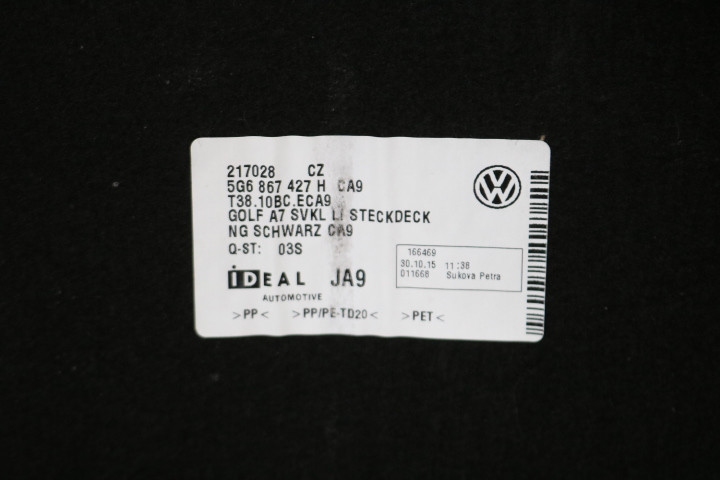 217028 CZ
5G6 867 427 H CA9
T38.10BC.ECA9
GOLF A7 SVKL LI STECKDECK
NG SCHWARZ CA9
Q-ST: 03S
166469
30.10.15 11:38
011668 Sukova Petra
IDEAL JA9
AUTOMOTIVE
>PP< >PP/PE-TD20< >PET<